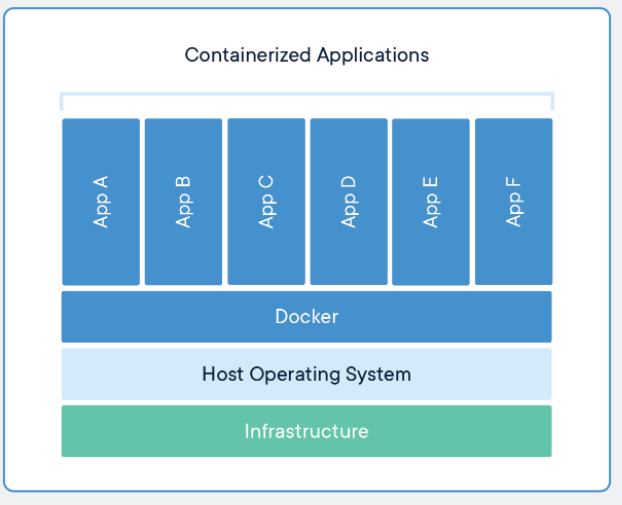 Containerized Applications
App A
App B
App C
App D
App E
App F
Docker
Host Operating System
Infrastructure